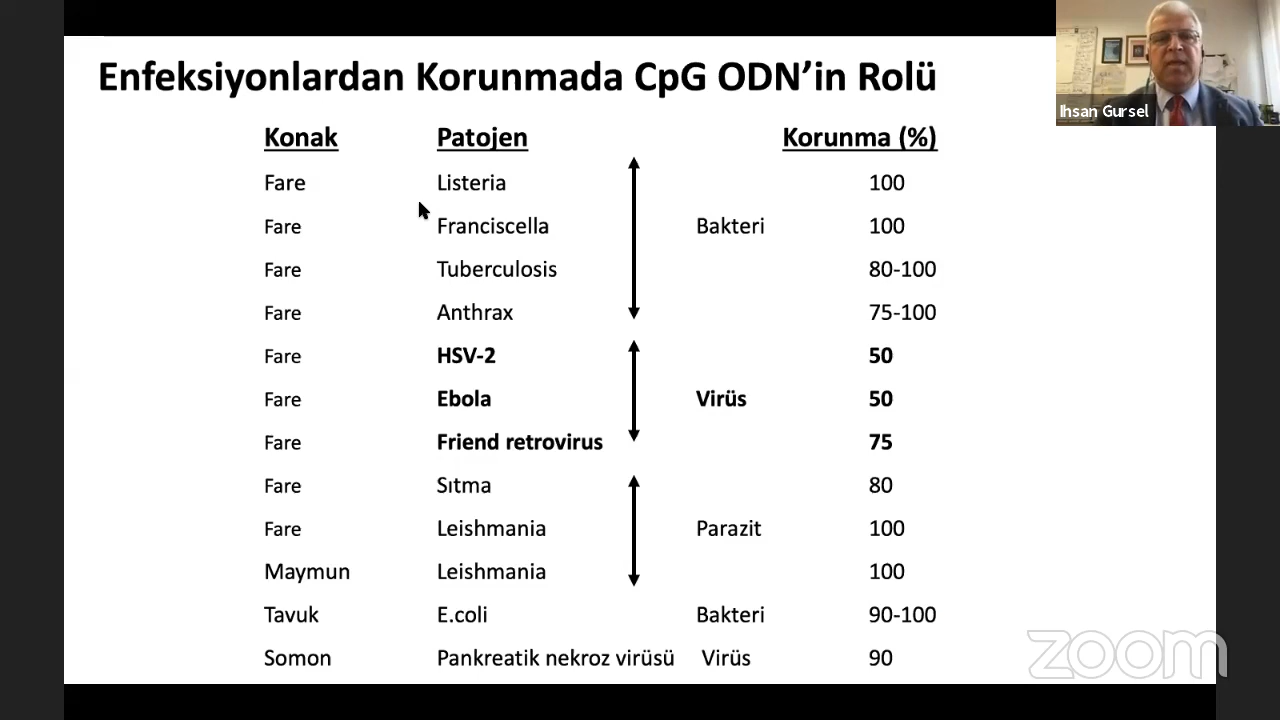 Enfeksiyonlardan Korunmada CpG ODN’in Rolü
Ihsan Gursel
Konak Patojen Korunma (%)
Fare Listeria 100
Fare Franciscella Bakteri 100
Fare Tuberculosis 80-100
Fare Anthrax 75-100
Fare HSV-2 50
Fare Ebola Virüs 50
Fare Friend retrovirus 75
Fare Sıtma 80
Fare Leishmania Parazit 100
Maymun Leishmania 100
Tavuk E.coli Bakteri 90-100
Somon Pankreatik nekroz virüsü Virüs 90
zoom